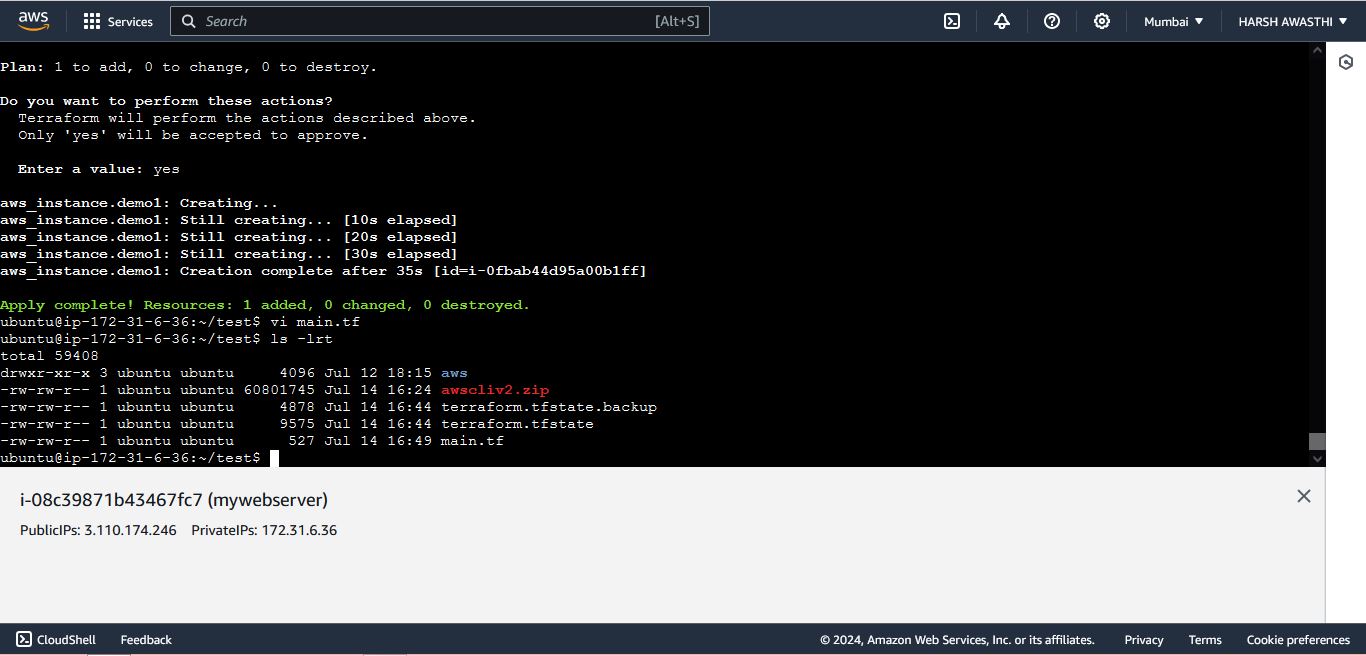 aws Services Search [Alt+S] Mumbai HARSH AWASTHI
Plan: 1 to add, 0 to change, 0 to destroy.
Do you want to perform these actions?
Terraform will perform the actions described above.
Only 'yes' will be accepted to approve.
Enter a value: yes
aws_instance.demo1: Creating...
aws_instance.demo1: Still creating... [10s elapsed]
aws_instance.demo1: Still creating... [20s elapsed]
aws_instance.demo1: Still creating... [30s elapsed]
aws_instance.demo1: Creation complete after 35s [id=i-0fbab44d95a00b1ff]
Apply complete! Resources: 1 added, 0 changed, 0 destroyed.
ubuntu@ip-172-31-6-36:~/test$ vi main.tf
ubuntu@ip-172-31-6-36:~/test$ ls -lrt
total 59408
drwxr-xr-x 3 ubuntu ubuntu     4096 Jul 12 18:15 aws
-rw-rw-r-- 1 ubuntu ubuntu 60801745 Jul 14 16:24 awscliv2.zip
-rw-rw-r-- 1 ubuntu ubuntu     4878 Jul 14 16:44 terraform.tfstate.backup
-rw-rw-r-- 1 ubuntu ubuntu     9575 Jul 14 16:44 terraform.tfstate
-rw-rw-r-- 1 ubuntu ubuntu      527 Jul 14 16:49 main.tf
ubuntu@ip-172-31-6-36:~/test$
i-08c39871b43467fc7 (mywebserver)
PublicIPs: 3.110.174.246 PrivateIPs: 172.31.6.36
CloudShell Feedback © 2024, Amazon Web Services, Inc. or its affiliates. Privacy Terms Cookie preferences